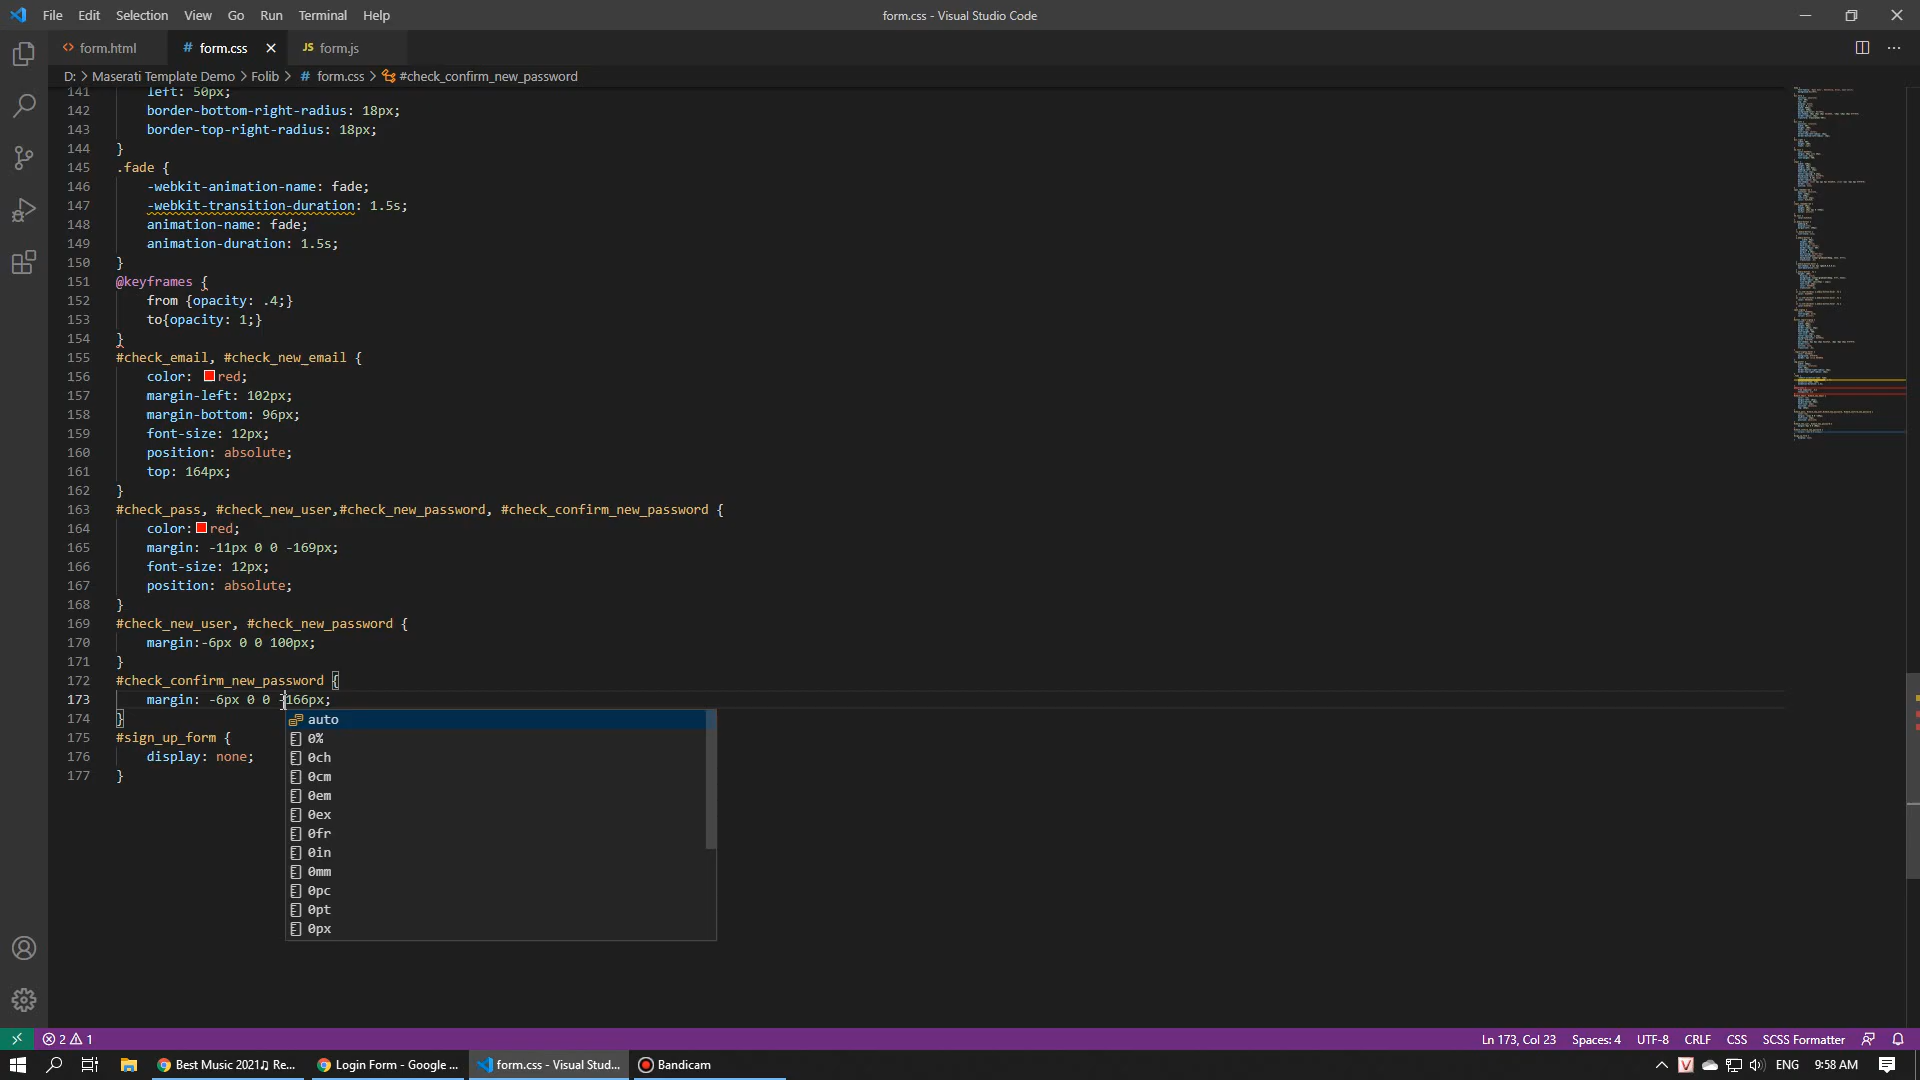 File Edit Selection View Go Run Terminal Help
form.css - Visual Studio Code
form.html
# form.css
JS form.js
D: > Maserati Template Demo > Folib > # form.css > #check_confirm_new_password
141 left: 50px;
142 border-bottom-right-radius: 18px;
143 border-top-right-radius: 18px;
144 }
145 .fade {
146 -webkit-animation-name: fade;
147 -webkit-transition-duration: 1.5s;
148 animation-name: fade;
149 animation-duration: 1.5s;
150 }
151 @keyframes {
152 from {opacity: .4;}
153 to{opacity: 1;}
154 }
155 #check_email, #check_new_email {
156 color: red;
157 margin-left: 102px;
158 margin-bottom: 96px;
159 font-size: 12px;
160 position: absolute;
161 top: 164px;
162 }
163 #check_pass, #check_new_user,#check_new_password, #check_confirm_new_password {
164 color: red;
165 margin: -11px 0 0 -169px;
166 font-size: 12px;
167 position: absolute;
168 }
169 #check_new_user, #check_new_password {
170 margin:-6px 0 0 100px;
171 }
172 #check_confirm_new_password {
173 margin: -6px 0 0 -166px;
174 }
175 #sign_up_form {
176 display: none;
177 }
auto
0%
0ch
0cm
0em
0ex
0fr
0in
0mm
0pc
0pt
0px
2 1
Ln 173, Col 23 Spaces: 4 UTF-8 CRLF CSS SCSS Formatter
Best Music 2021♫ Re...
Login Form - Google ...
form.css - Visual Stud...
Bandicam
V
ENG
9:58 AM